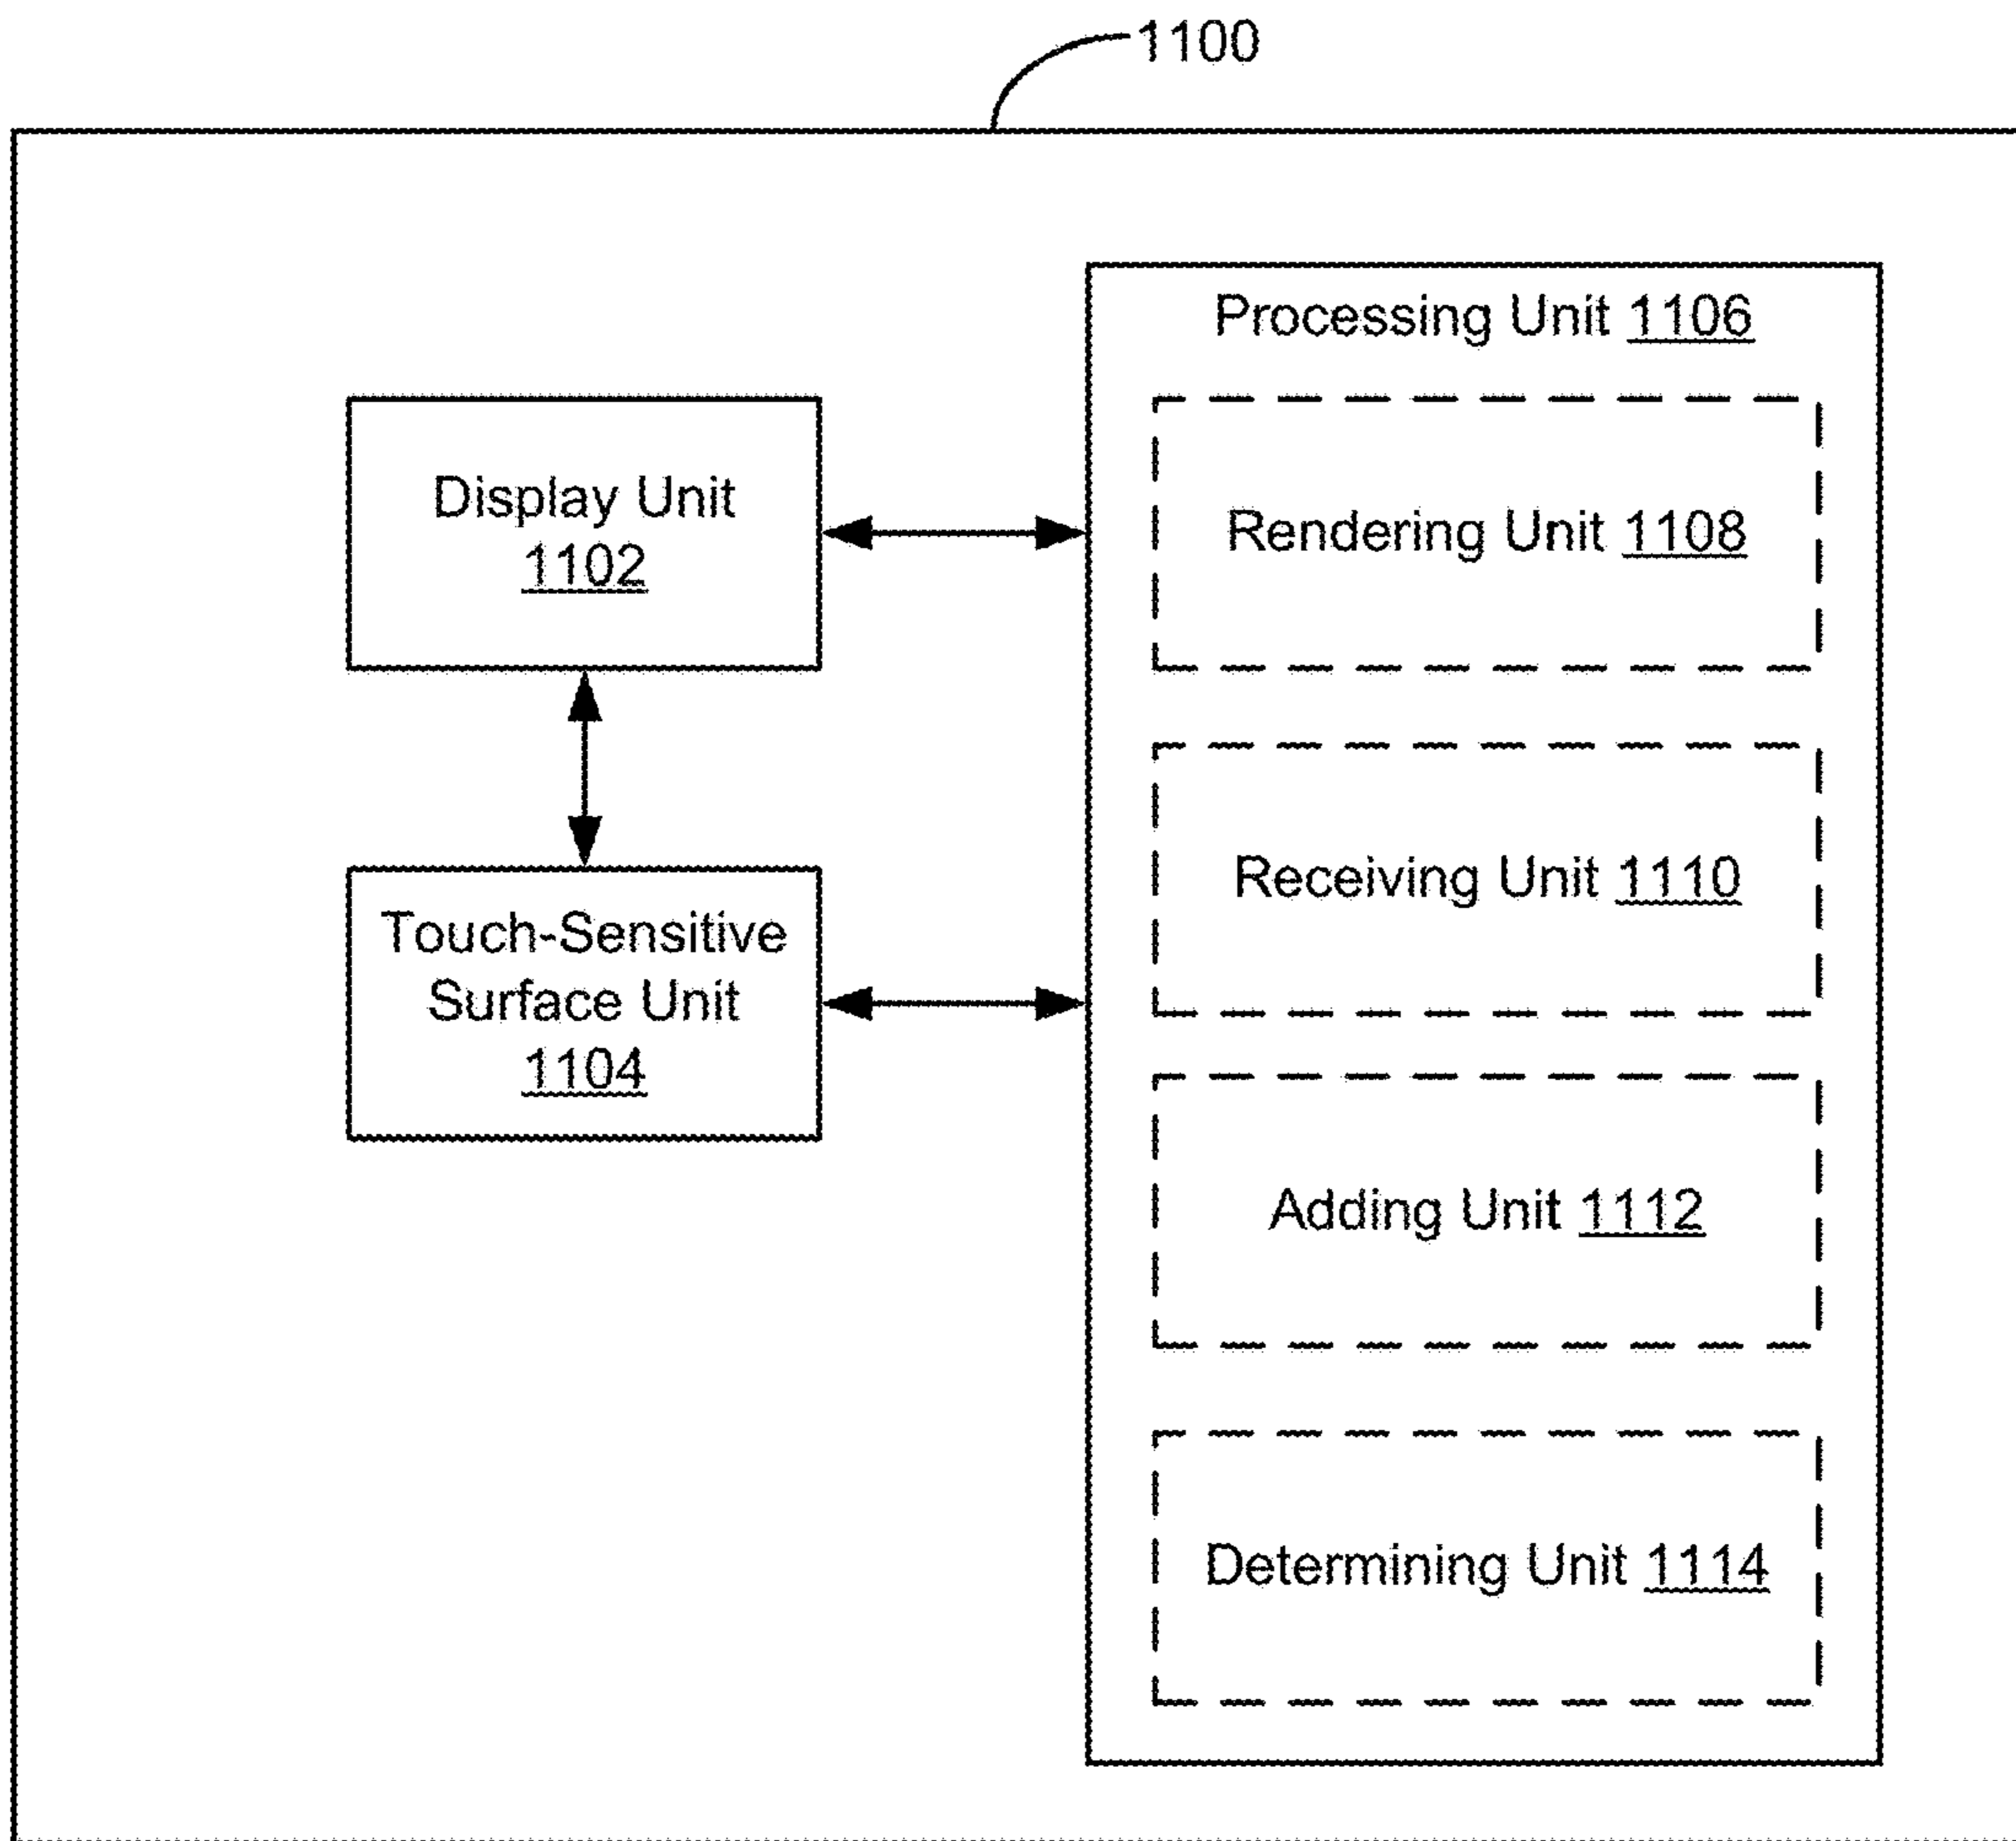 1100
Processing Unit 1106
Display Unit
1102
Rendering Unit 1108
Receiving Unit 1110
Touch-Sensitive
Surface Unit
1104
Adding Unit 1112
Determining Unit 1114